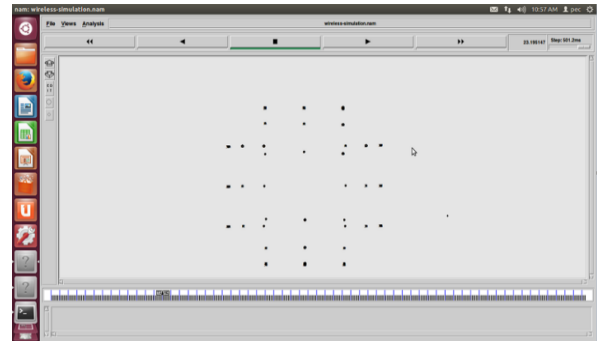 nam: wireless-simulation.nam
10:57 AM
pec
File Views Analysis
wireless-simulation.nam
Step: 501.2ms